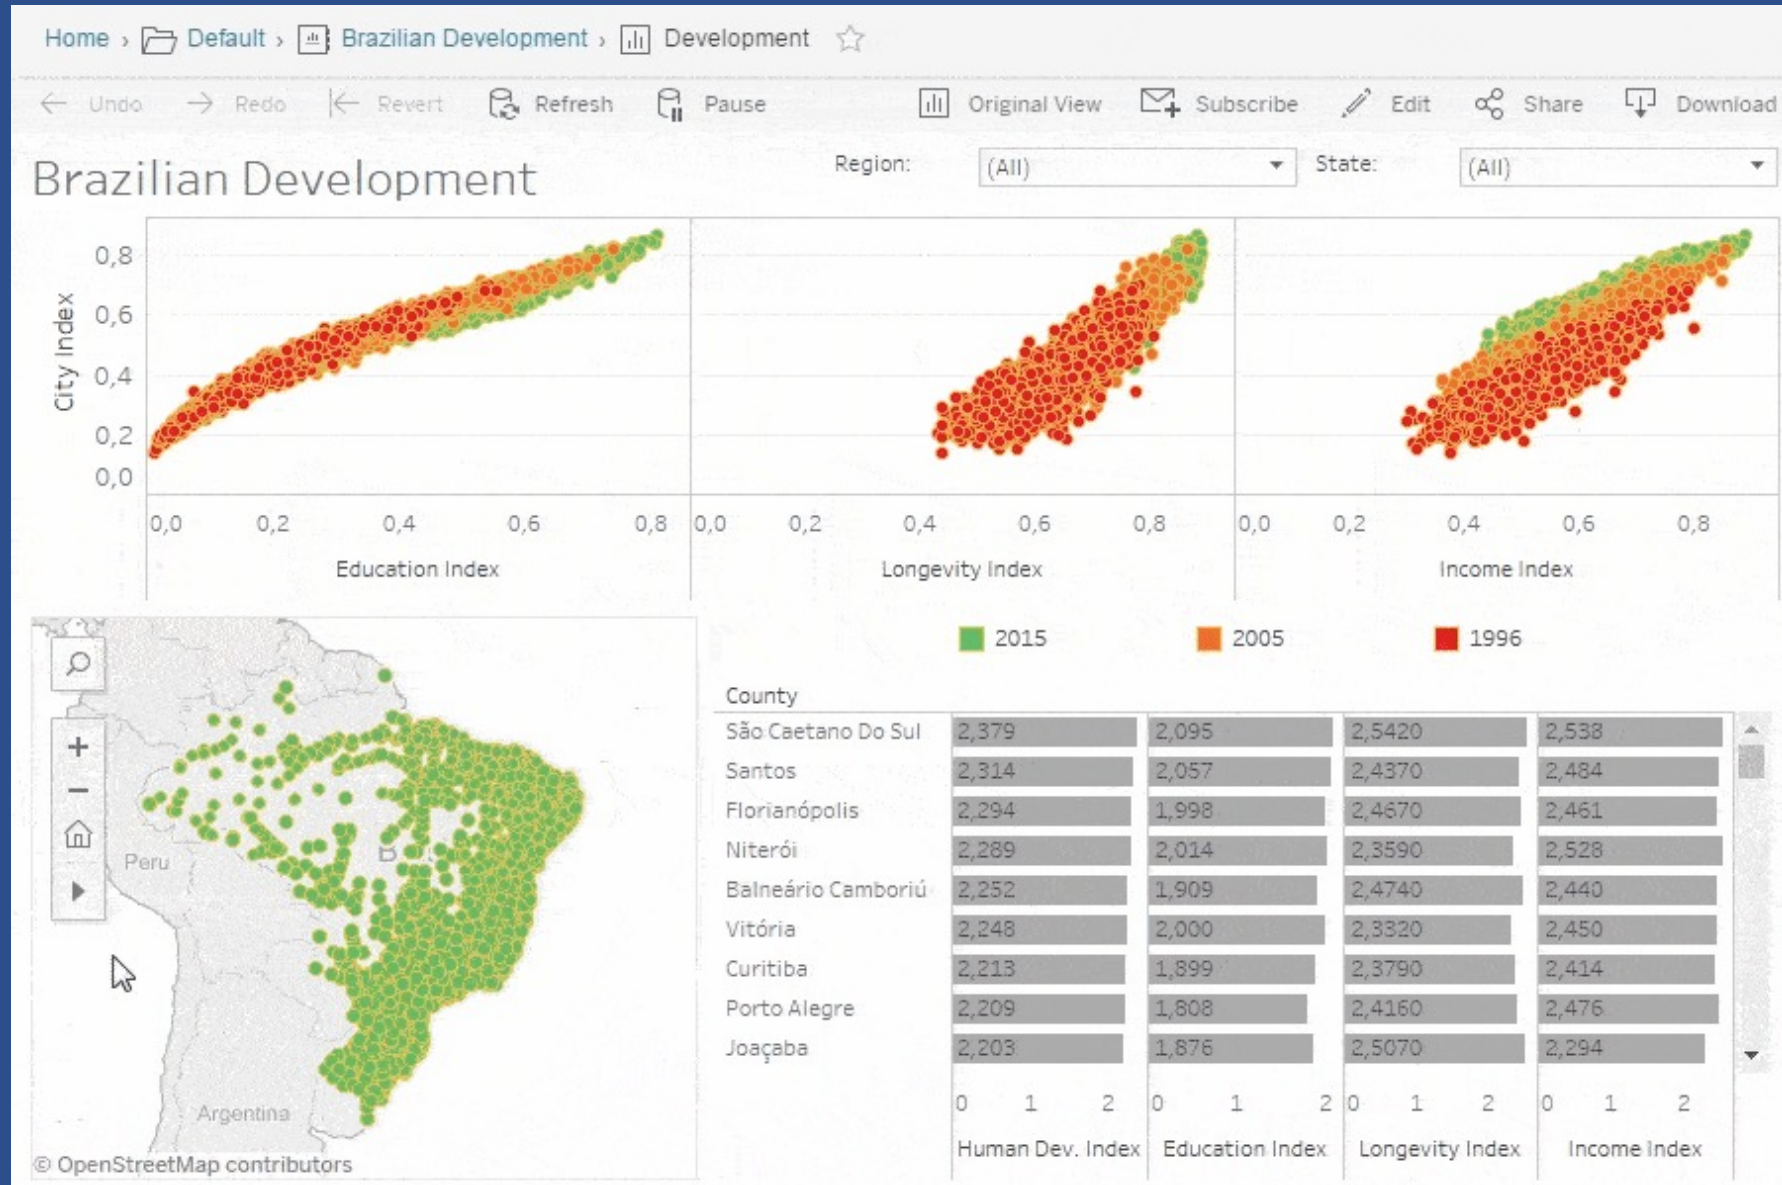 Home › Default › Brazilian Development › Development
Undo Redo Revert Refresh Pause Original View Subscribe Edit Share Download
Brazilian Development
Region: (All) State: (All)
City Index
0,8
0,6
0,4
0,2
0,0
0,0 0,2 0,4 0,6 0,8 0,0 0,2 0,4 0,6 0,8 0,0 0,2 0,4 0,6 0,8
Education Index Longevity Index Income Index
2015 2005 1996
Peru
B
Argentina
© OpenStreetMap contributors
County
São Caetano Do Sul 2,379 2,095 2,5420 2,538
Santos 2,314 2,057 2,4370 2,484
Florianópolis 2,294 1,998 2,4670 2,461
Niterói 2,289 2,014 2,3590 2,528
Balneário Camboriú 2,252 1,909 2,4740 2,440
Vitória 2,248 2,000 2,3320 2,450
Curitiba 2,213 1,899 2,3790 2,414
Porto Alegre 2,209 1,808 2,4160 2,476
Joaçaba 2,203 1,876 2,5070 2,294
0 1 2 0 1 2 0 1 2 0 1 2
Human Dev. Index Education Index Longevity Index Income Index